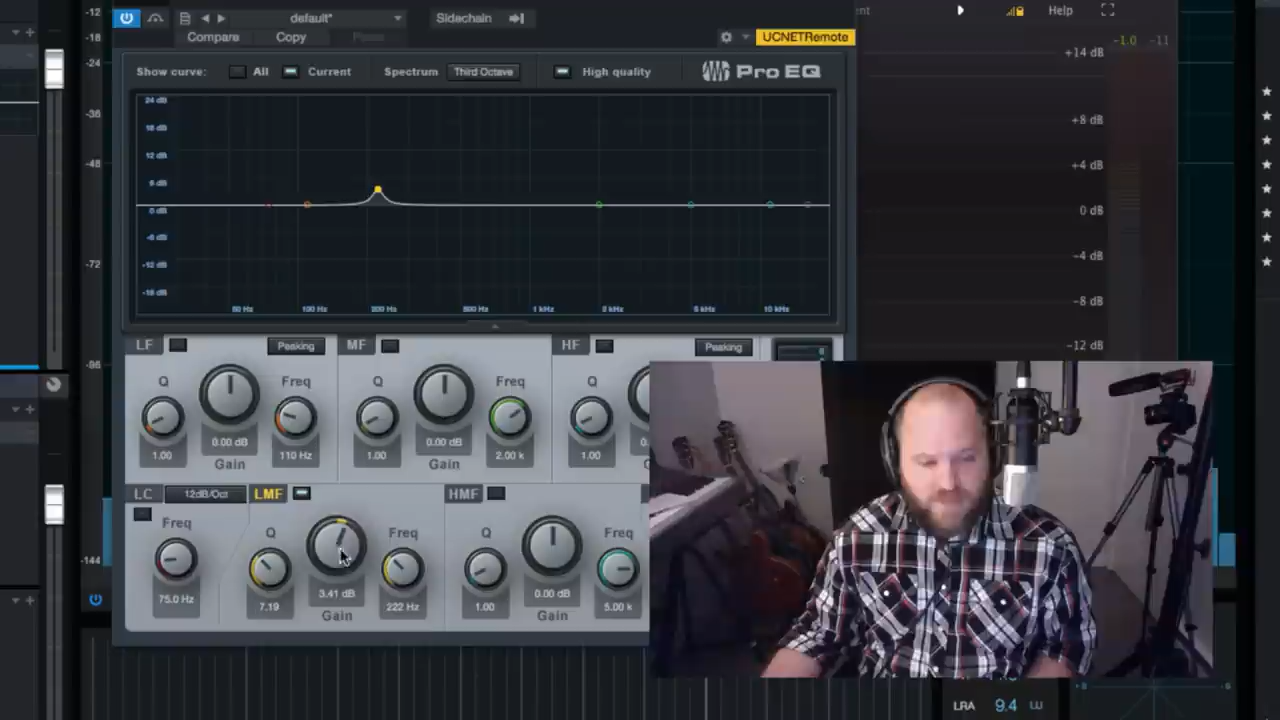 -12
-18
-24
-36
-48
-72
-96
-144
default*
Sidechain
Compare
Copy
UCNETRemote
Help
-1.0
-11
Show curve:
All
Current
Spectrum
Third Octave
High quality
Pro EQ
24 dB
18 dB
12 dB
6 dB
0 dB
-6 dB
-12 dB
-18 dB
50 Hz
100 Hz
200 Hz
500 Hz
1 kHz
2 kHz
5 kHz
10 kHz
+14 dB
+8 dB
+4 dB
0 dB
-4 dB
-8 dB
-12 dB
LF
Peaking
MF
HF
Peaking
Q
Freq
Q
Freq
Q
0.00 dB
0.00 dB
1.00
Gain
110 Hz
1.00
Gain
2.00 k
1.00
LC
12dB/Oct
LMF
HMF
Freq
Q
Freq
Q
Freq
75.0 Hz
7.19
3.41 dB
222 Hz
1.00
0.00 dB
5.00 k
Gain
Gain
LRA
9.4
LU